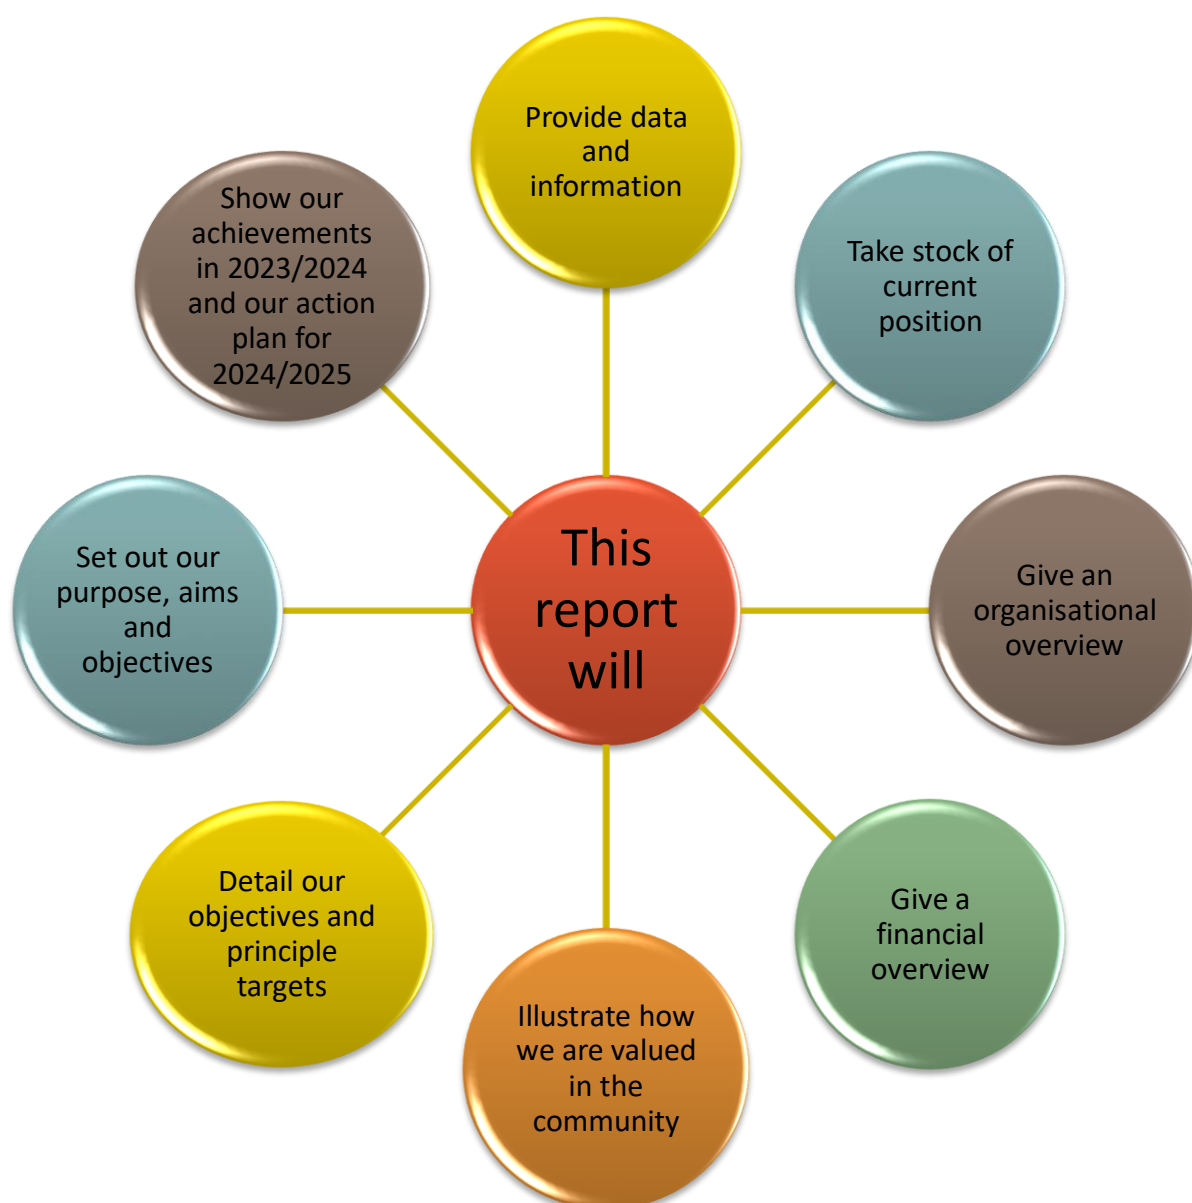 This
report
will
Provide data
and
information
Take stock of
current
position
Give an
organisational
overview
Give a
financial
overview
Illustrate how
we are valued
in the
community
Detail our
objectives and
principle
targets
Set out our
purpose, aims
and
objectives
Show our
achievements
in 2023/2024
and our action
plan for
2024/2025